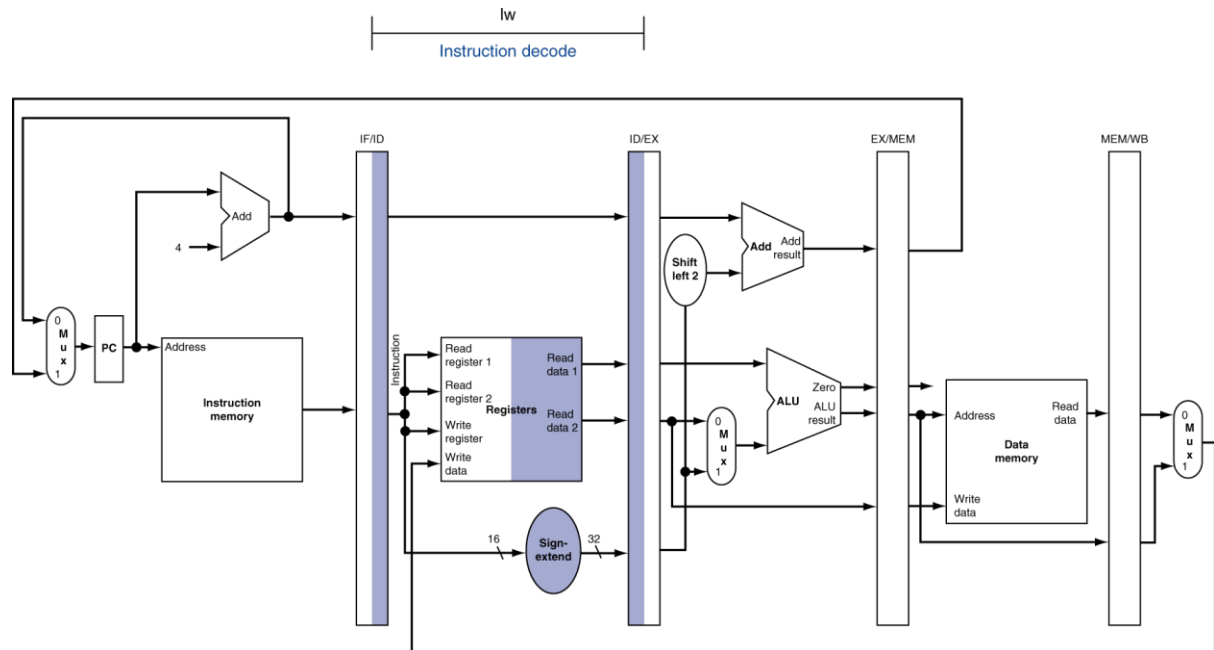 lw
Instruction decode
IF/ID
ID/EX
EX/MEM
MEM/WB
Add
4
Add
Add
result
Shift
left 2
0
M
u
x
1
PC
Address
Instruction
memory
Instruction
Read
register 1
Read
register 2
Write
register
Write
data
Registers
Read
data 1
Read
data 2
16
Sign-
extend
32
0
M
u
x
1
Zero
ALU
ALU
result
Address
Read
data
Data
memory
Write
data
0
M
u
x
1